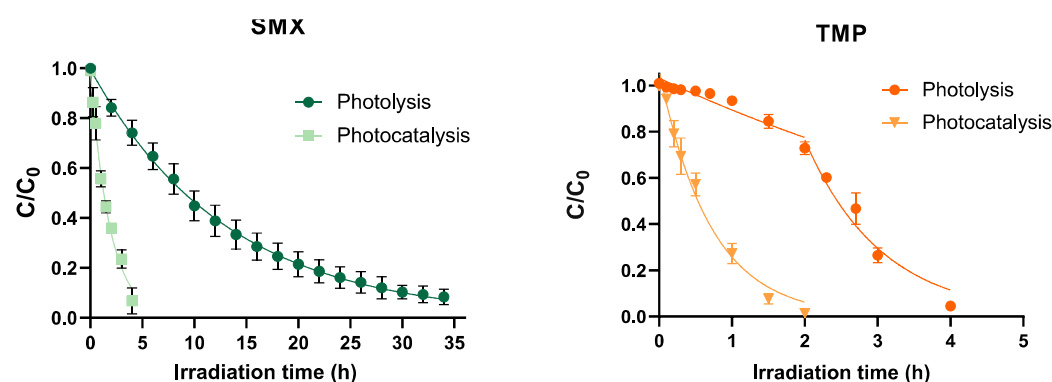 SMX
1.0
0.8
0.6
0.4
0.2
0.0
C/C0
Photolysis
Photocatalysis
0 5 10 15 20 25 30 35
Irradiation time (h)
TMP
1.0
0.8
0.6
0.4
0.2
0.0
C/C0
Photolysis
Photocatalysis
0 1 2 3 4 5
Irradiation time (h)